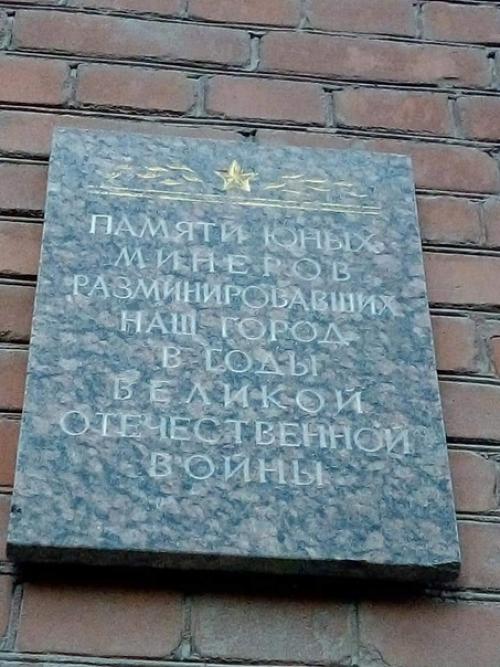 ПАМЯТИ ЮНЫХ
МИНЕРОВ
РАЗМИНИРОВАВШИХ
НАШ ГОРОД
В ГОДЫ
ВЕЛИКОЙ
ОТЕЧЕСТВЕННОЙ
ВОЙНЫ